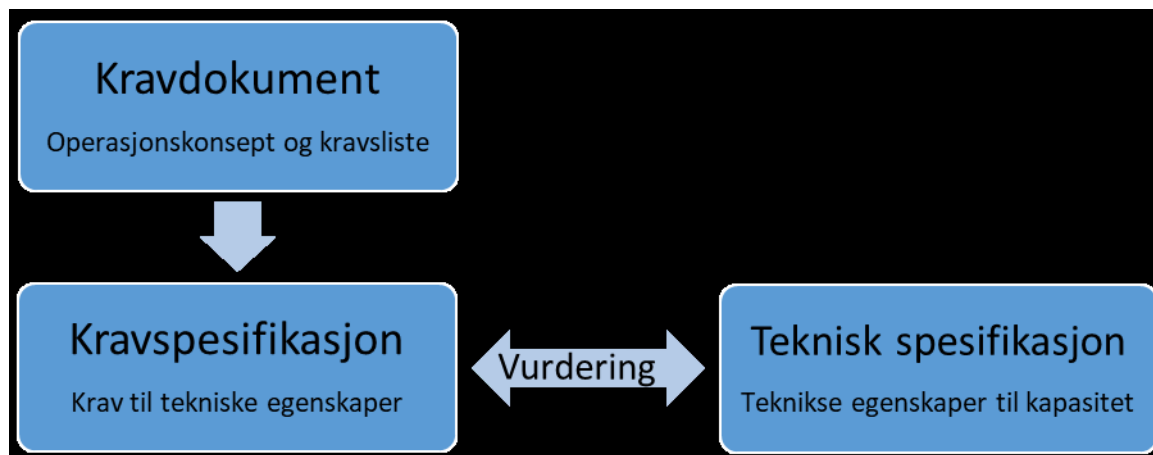 Kravdokument
Operasjonskonsept og kravsliste
Kravspesifikasjon
Krav til tekniske egenskaper
Vurdering
Teknisk spesifikasjon
Teknikse egenskaper til kapasitet